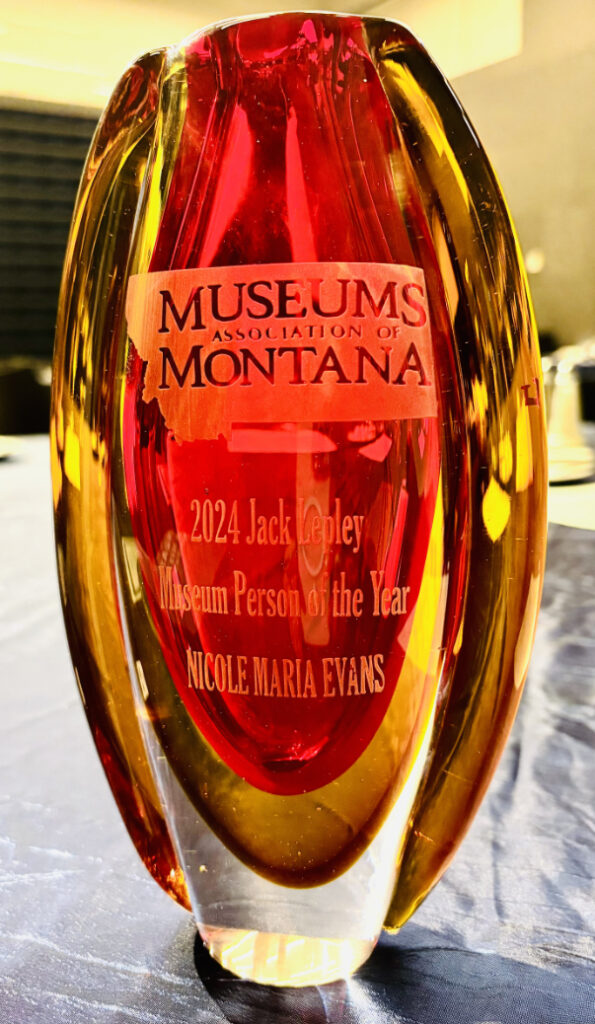 MUSEUMS
ASSOCIATION OF
MONTANA
2024 Jack Lepley
Museum Person of the Year
NICOLE MARIA EVANS